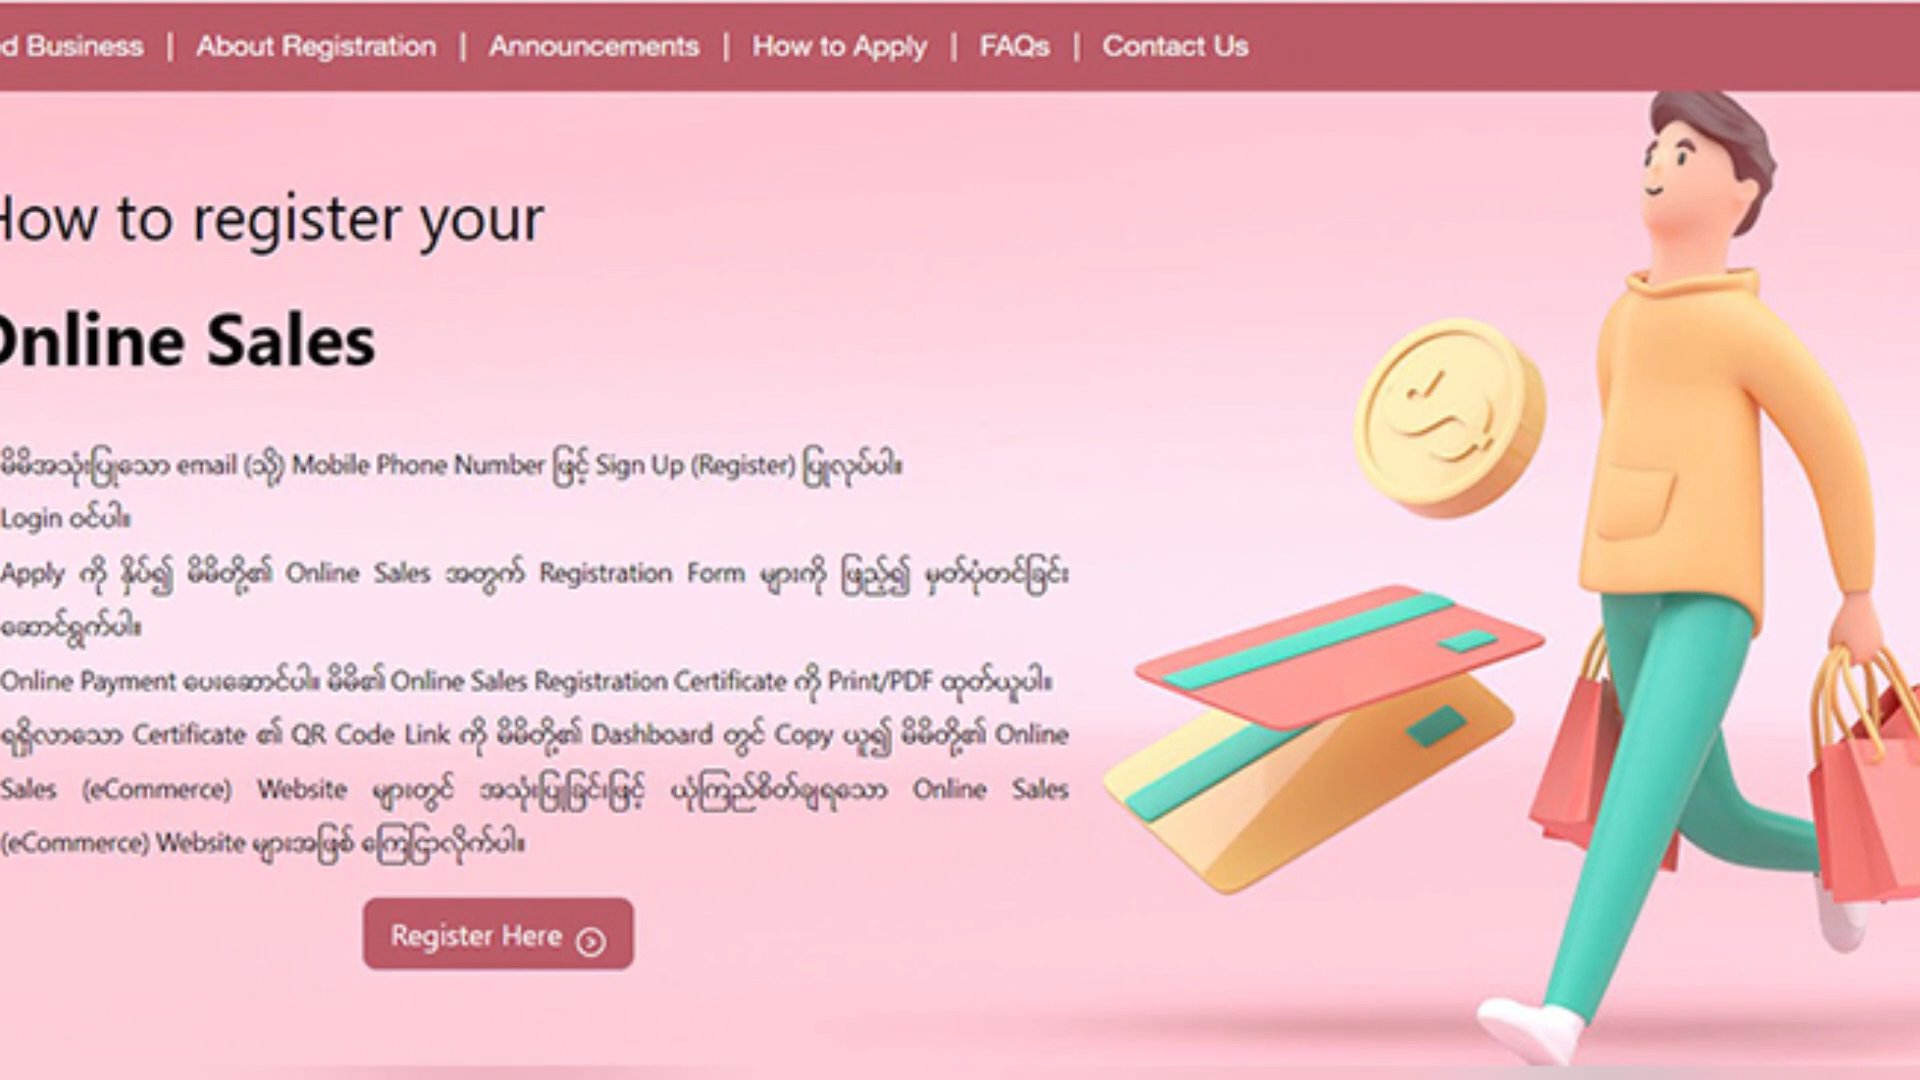 d Business | About Registration | Announcements | How to Apply | FAQs | Contact Us
How to register your
Online Sales
မိမိအသုံးပြုသော email (သို့) Mobile Phone Number ဖြင့် Sign Up (Register) ပြုလုပ်ပါ။
Login ဝင်ပါ။
Apply ကို နှိပ်၍ မိမိတို့၏ Online Sales အတွက် Registration Form များကို ဖြည့်၍ မှတ်ပုံတင်ခြင်း
ဆောင်ရွက်ပါ။
Online Payment ပေးဆောင်ပါ။ မိမိ၏ Online Sales Registration Certificate ကို Print/PDF ထုတ်ယူပါ။
ရရှိလာသော Certificate ၏ QR Code Link ကို မိမိတို့၏ Dashboard တွင် Copy ယူ၍ မိမိတို့၏ Online
Sales (eCommerce) Website များတွင် အသုံးပြုခြင်းဖြင့် ယုံကြည်စိတ်ချရသော Online Sales
(eCommerce) Website များအဖြစ် ကြေငြာလိုက်ပါ။
Register Here